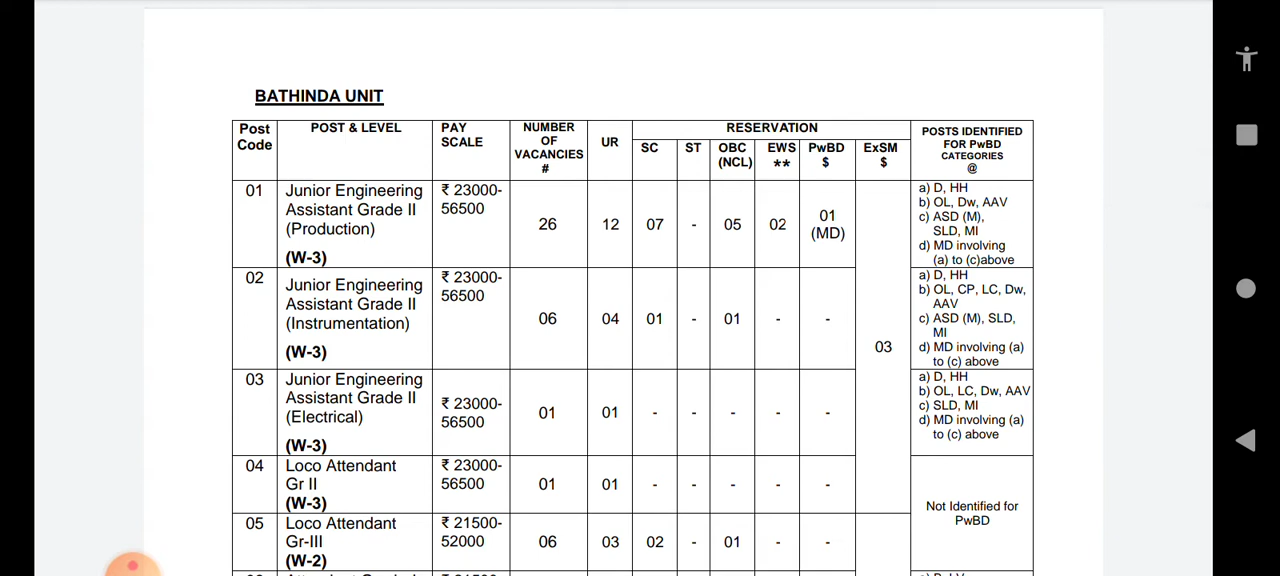 BATHINDA UNIT
Post Code POST & LEVEL PAY SCALE NUMBER OF VACANCIES # UR RESERVATION POSTS IDENTIFIED FOR PwBD CATEGORIES @
SC ST OBC (NCL) EWS ** PwBD $ ExSM $
01 Junior Engineering Assistant Grade II (Production) (W-3) ₹ 23000-56500 26 12 07 - 05 02 01 (MD)
a) D, HH
b) OL, Dw, AAV
c) ASD (M),
SLD, MI
d) MD involving
(a) to (c)above
02 Junior Engineering Assistant Grade II (Instrumentation) (W-3) ₹ 23000-56500 06 04 01 - 01 - -
03
a) D, HH
b) OL, CP, LC, Dw,
AAV
c) ASD (M), SLD,
MI
d) MD involving (a)
to (c) above
03 Junior Engineering Assistant Grade II (Electrical) (W-3) ₹ 23000-56500 01 01 - - - - -
a) D, HH
b) OL, LC, Dw, AAV
c) SLD, MI
d) MD involving (a)
to (c) above
04 Loco Attendant Gr II (W-3) ₹ 23000-56500 01 01 - - - - -
Not Identified for
PwBD
05 Loco Attendant Gr-III (W-2) ₹ 21500-52000 06 03 02 - 01 - -